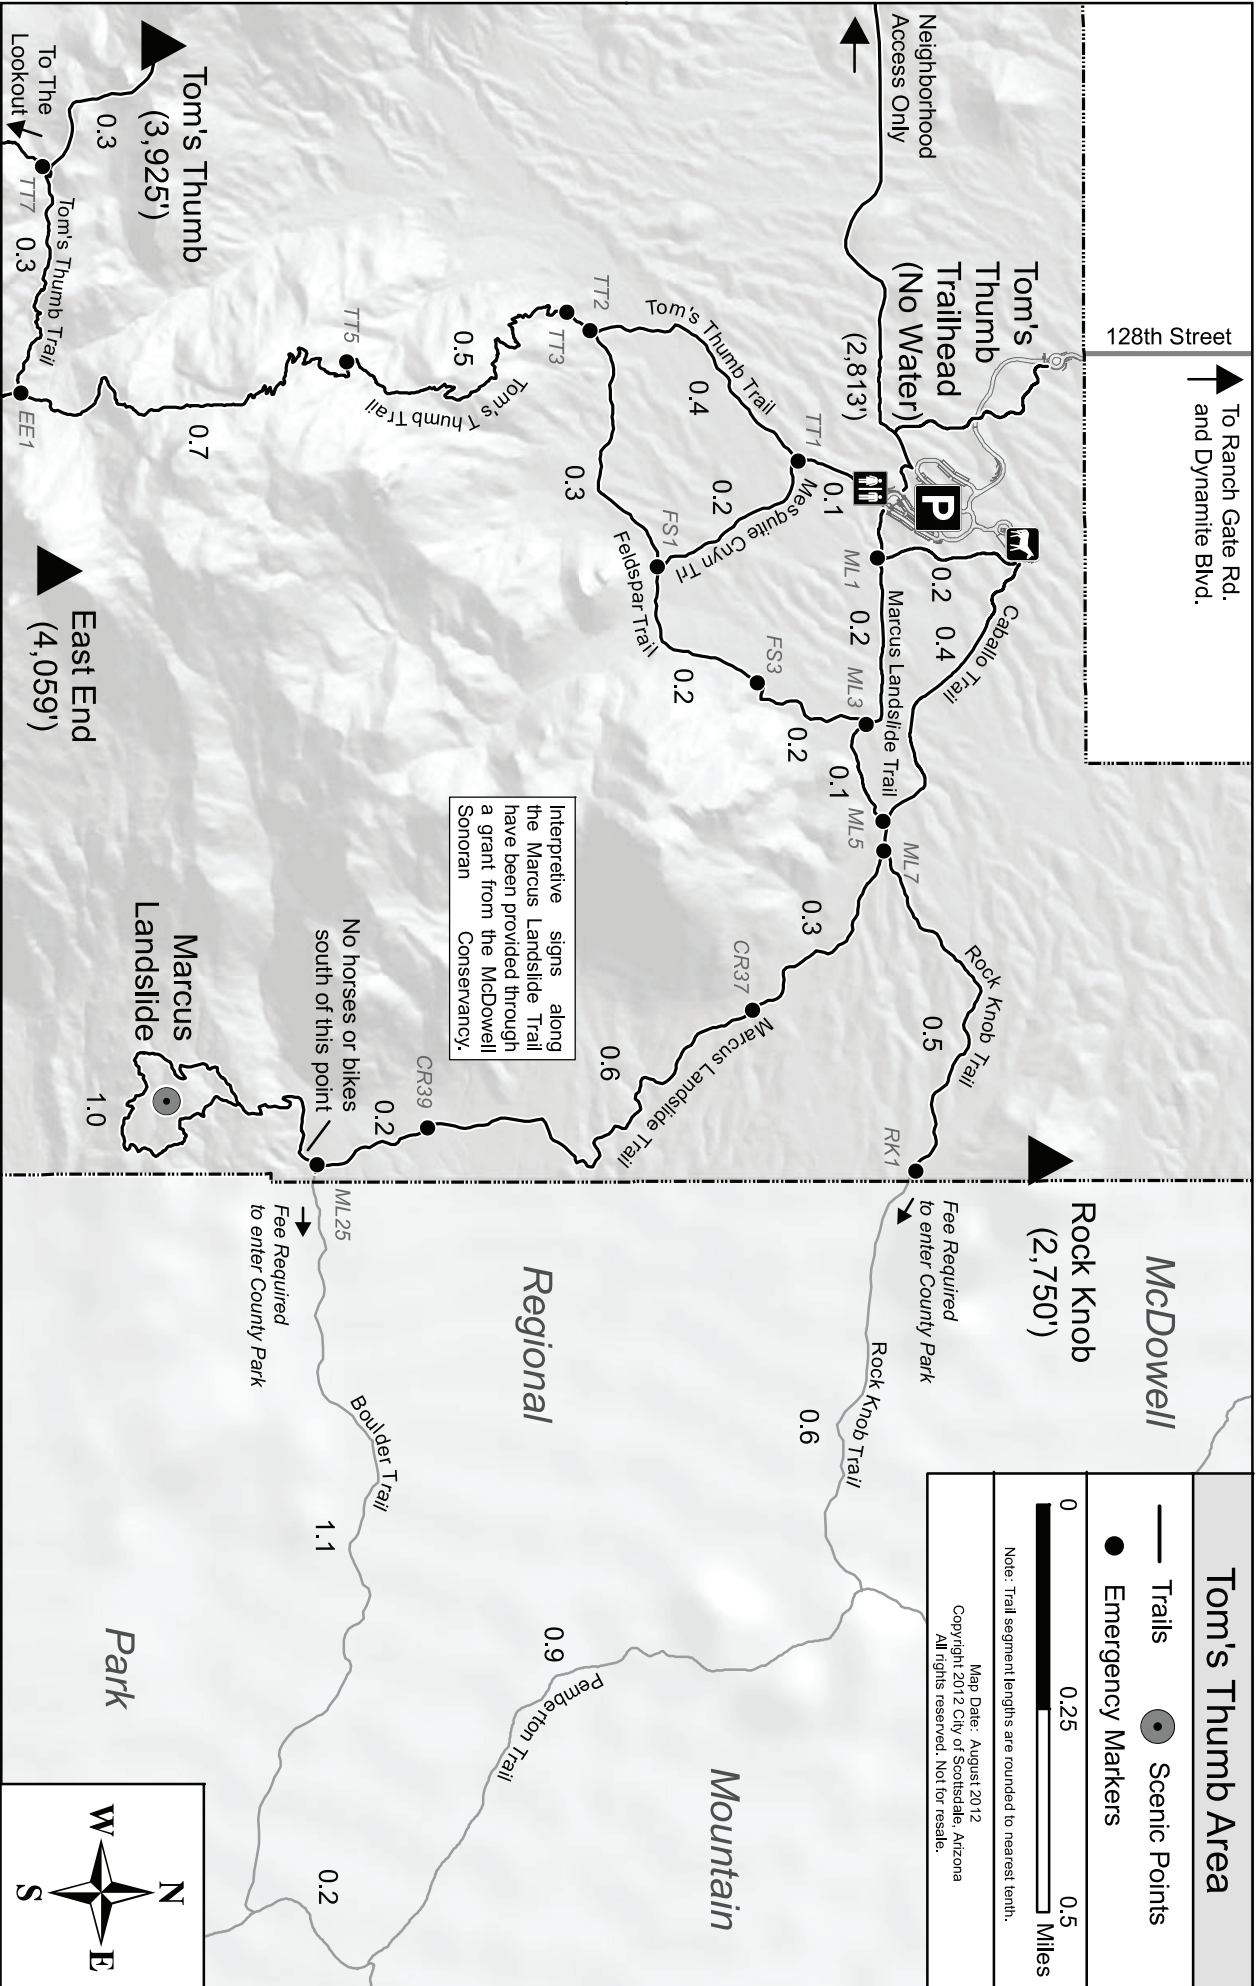 Tom's Thumb Area
Trails
Scenic Points
Emergency Markers
0
0.25
0.5
Miles
Note: Trail segment lengths are rounded to nearest tenth.
Map Date: August 2012
Copyright 2012 City of Scottsdale, Arizona
All rights reserved. Not for resale.
128th Street
To Ranch Gate Rd.
and Dynamite Blvd.
Neighborhood
Access Only
Tom's
Thumb
Trailhead
(No Water)
(2,813')
P
Caballo Trail
0.2
0.4
ML1
0.2
Marcus Landslide Trail
ML3
0.1
ML5
ML7
TT1
0.1
Mesquite Cnyn Trl
0.2
Tom's Thumb Trail
0.4
TT2
TT3
0.3
FS1
Feldspar Trail
0.2
FS3
0.2
Rock Knob Trail
0.5
RK1
Rock Knob
(2,750')
Fee Required
to enter County Park
Rock Knob Trail
0.6
0.3
CR37
Marcus Landslide Trail
0.6
CR39
0.2
No horses or bikes
south of this point
ML25
Fee Required
to enter County Park
Boulder Trail
1.1
Pemberton Trail
0.9
0.2
McDowell
Mountain
Regional
Park
Interpretive signs along
the Marcus Landslide Trail
have been provided through
a grant from the McDowell
Sonoran Conservancy.
Marcus
Landslide
1.0
Tom's Thumb Trail
0.5
TT5
0.7
EE1
East End
(4,059')
Tom's Thumb
(3,925')
0.3
To The
Lookout
TT7
Tom's Thumb Trail
0.3
N
W
E
S